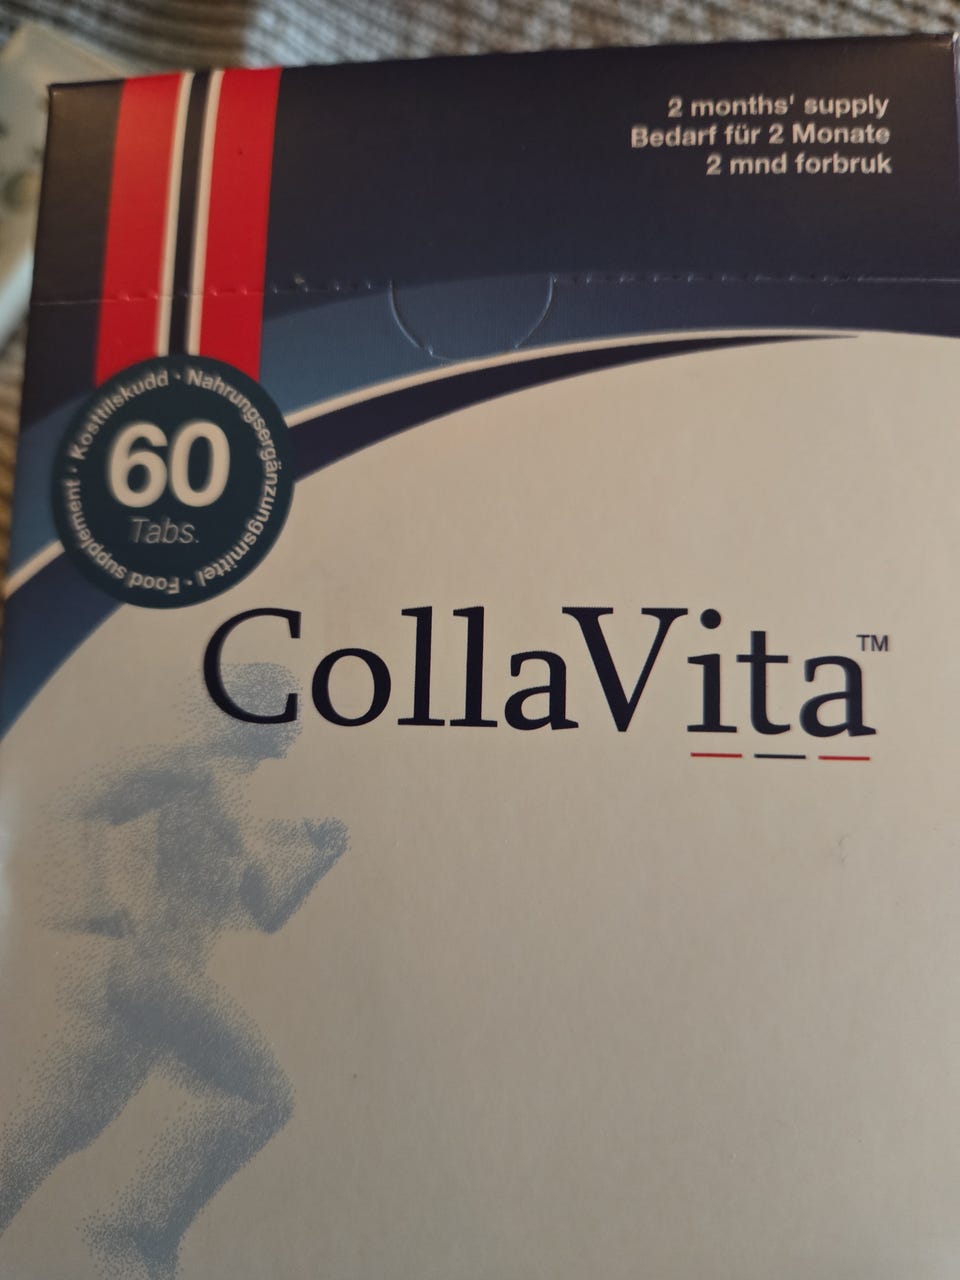 2 months' supply
Bedarf für 2 Monate
2 mnd forbruk
Kosttilskudd · Nahrungsergänzungsmittel · Food supplement ·
60
Tabs.
CollaVita™